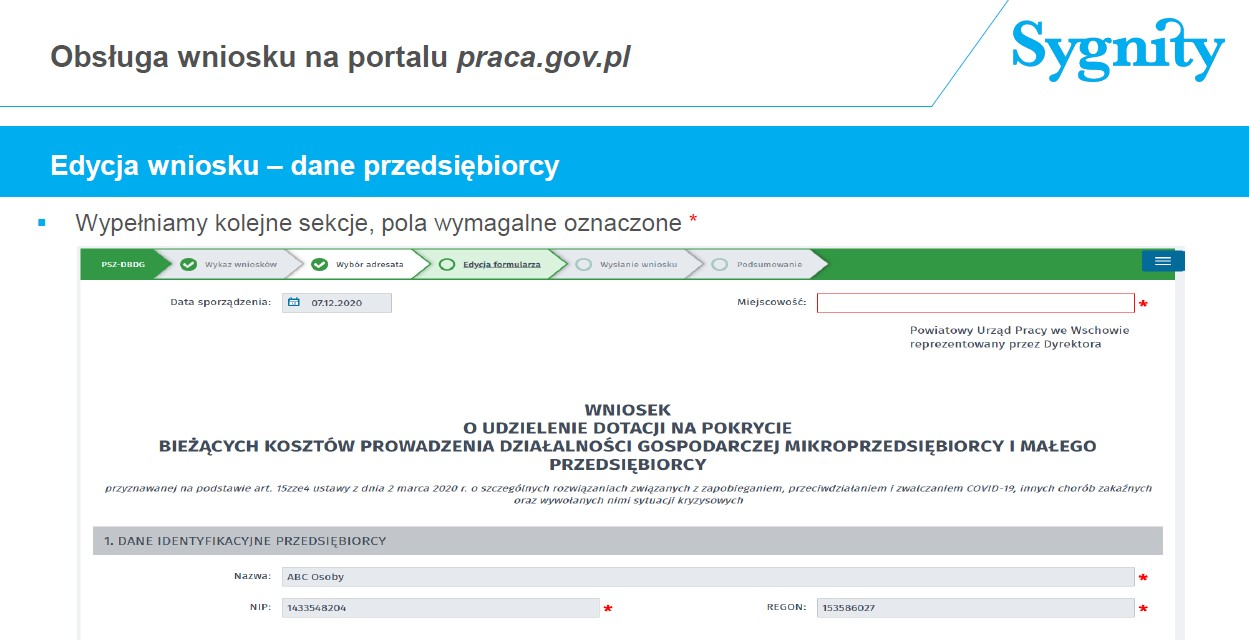 Obsługa wniosku na portalu praca.gov.pl
Sygnity
Edycja wniosku – dane przedsiębiorcy
Wypełniamy kolejne sekcje, pola wymagalne oznaczone *
PSZ-DBDG Wykaz wniosków Wybór adresata Edycja formularza Wysłanie wniosku Podsumowanie
Data sporządzenia: 07.12.2020 Miejscowość: *
Powiatowy Urząd Pracy we Wschowie
reprezentowany przez Dyrektora
WNIOSEK
O UDZIELENIE DOTACJI NA POKRYCIE
BIEŻĄCYCH KOSZTÓW PROWADZENIA DZIAŁALNOŚCI GOSPODARCZEJ MIKROPRZEDSIĘBIORCY I MAŁEGO
PRZEDSIĘBIORCY
przyznawanej na podstawie art. 15zze4 ustawy z dnia 2 marca 2020 r. o szczególnych rozwiązaniach związanych z zapobieganiem, przeciwdziałaniem i zwalczaniem COVID-19, innych chorób zakaźnych
oraz wywołanych nimi sytuacji kryzysowych
1. DANE IDENTYFIKACYJNE PRZEDSIĘBIORCY
Nazwa: ABC Osoby *
NIP: 1433548204 * REGON: 153586027 *